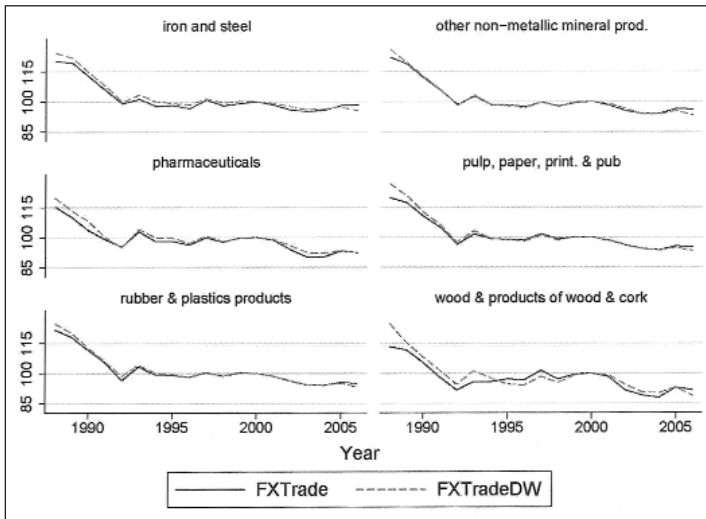 iron and steel
other non−metallic mineral prod.
115
100
85
pharmaceuticals
pulp, paper, print. & pub
115
100
85
rubber & plastics products
wood & products of wood & cork
115
100
85
1990 1995 2000 2005
1990 1995 2000 2005
Year
FXTrade
FXTradeDW